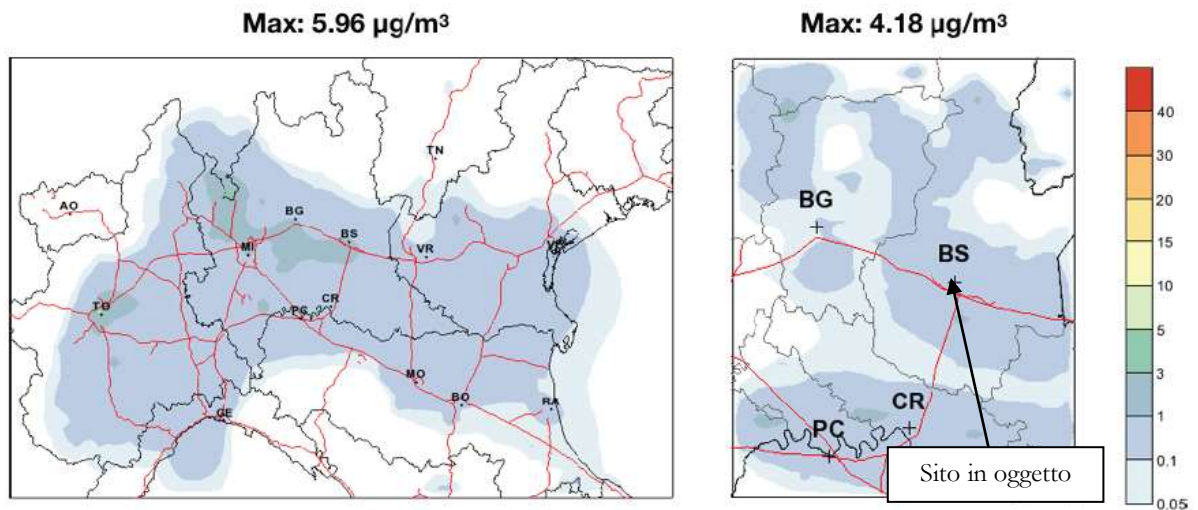 Max: 5.96 µg/m³
Max: 4.18 µg/m³
TN
AO
BG
BS
MI
VR
TO
PC
CR
MO
BO
RA
GE
BG
BS
CR
PC
Sito in oggetto
40
30
20
15
10
5
3
1
0.1
0.05